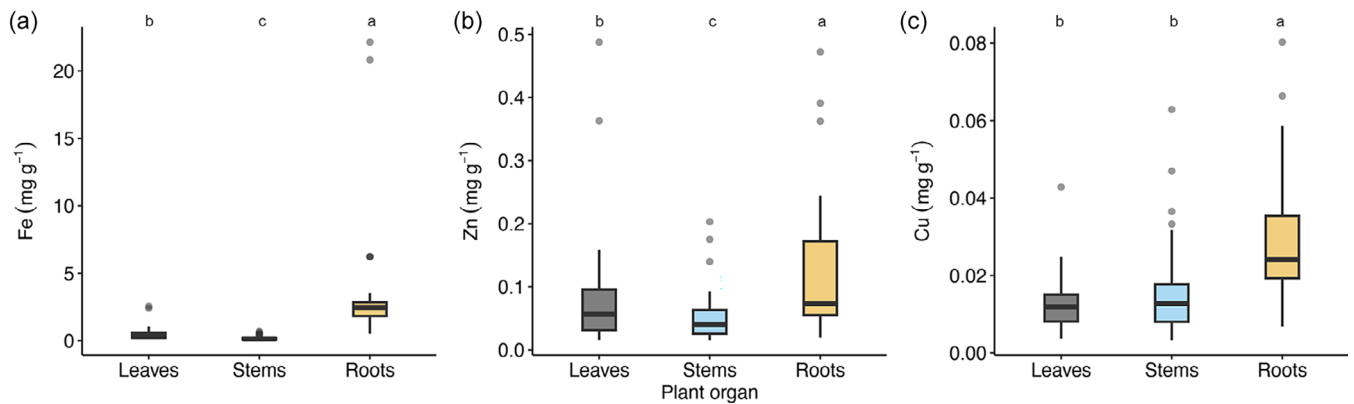 (a)
b c a
Fe (mg g⁻¹)
20
15
10
5
0
Leaves Stems Roots
(b)
b c a
Zn (mg g⁻¹)
0.5
0.4
0.3
0.2
0.1
0.0
Leaves Stems Roots
Plant organ
(c)
b b a
Cu (mg g⁻¹)
0.08
0.06
0.04
0.02
0.00
Leaves Stems Roots